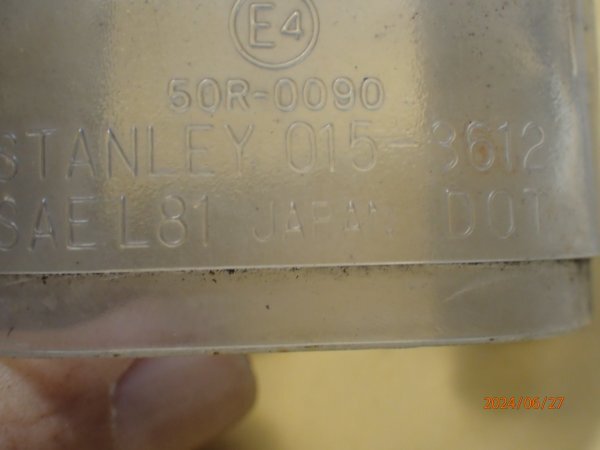 E4
50R-0090
STANLEY 015-3612
SAE L81 JAPAN DOT
2024/06/27